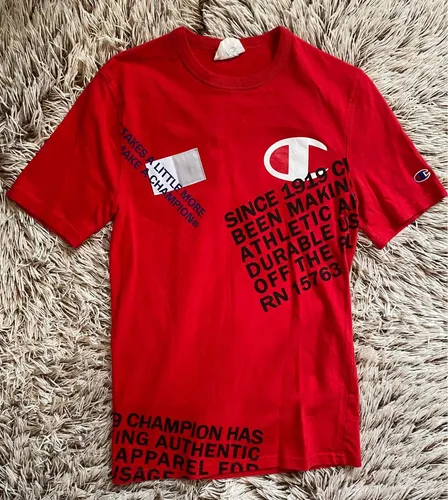 TAKES A LITTLE MORE
MAKE A CHAMPION®
SINCE 1919 C
BEEN MAKIN
ATHLETIC A
DURABLE
OFF THE
RN 15763
9 CHAMPION HAS
ING AUTHENTIC
APPAREL FOR
USAGE